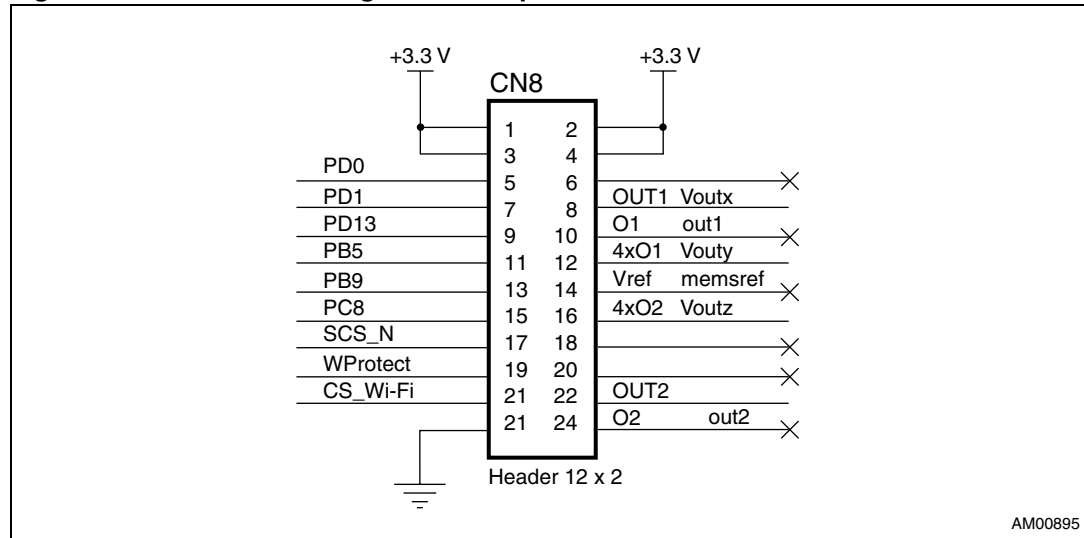 +3.3 V +3.3 V
CN8
1 2
3 4
PD0
5 6
PD1 OUT1 Voutx
7 8
PD13 O1 out1
9 10
PB5 4xO1 Vouty
11 12
PB9 Vref memsref
13 14
PC8 4xO2 Voutz
15 16
SCS_N
17 18
WProtect
19 20
CS_Wi-Fi OUT2
21 22
O2 out2
21 24
Header 12 x 2
AM00895